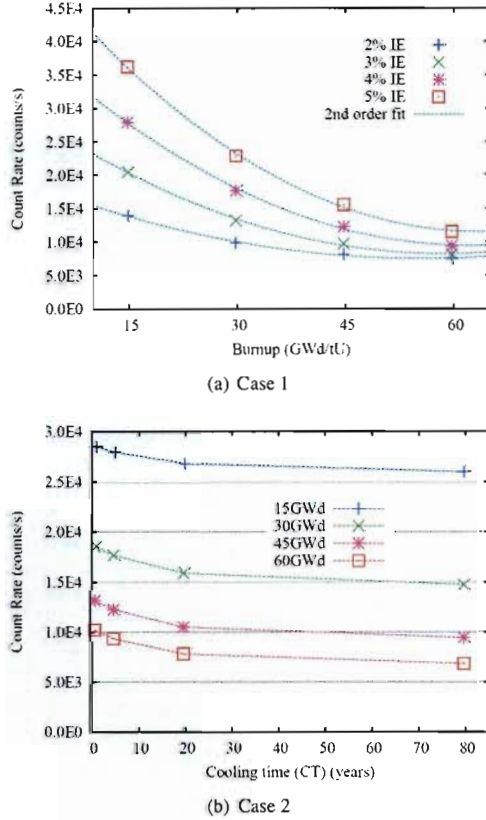 4.5E4
4.0E4
3.5E4
3.0E4
2.5E4
2.0E4
1.5E4
1.0E4
5.0E3
0.0E0
Count Rate (counts/s)
2% IE
3% IE
4% IE
5% IE
2nd order fit
15 30 45 60
Burnup (GWd/tU)
(a) Case 1
3.0E4
2.5E4
2.0E4
1.5E4
1.0E4
5.0E3
0.0E0
Count Rate (counts/s)
15GWd
30GWd
45GWd
60GWd
0 10 20 30 40 50 60 70 80
Cooling time (CT) (years)
(b) Case 2